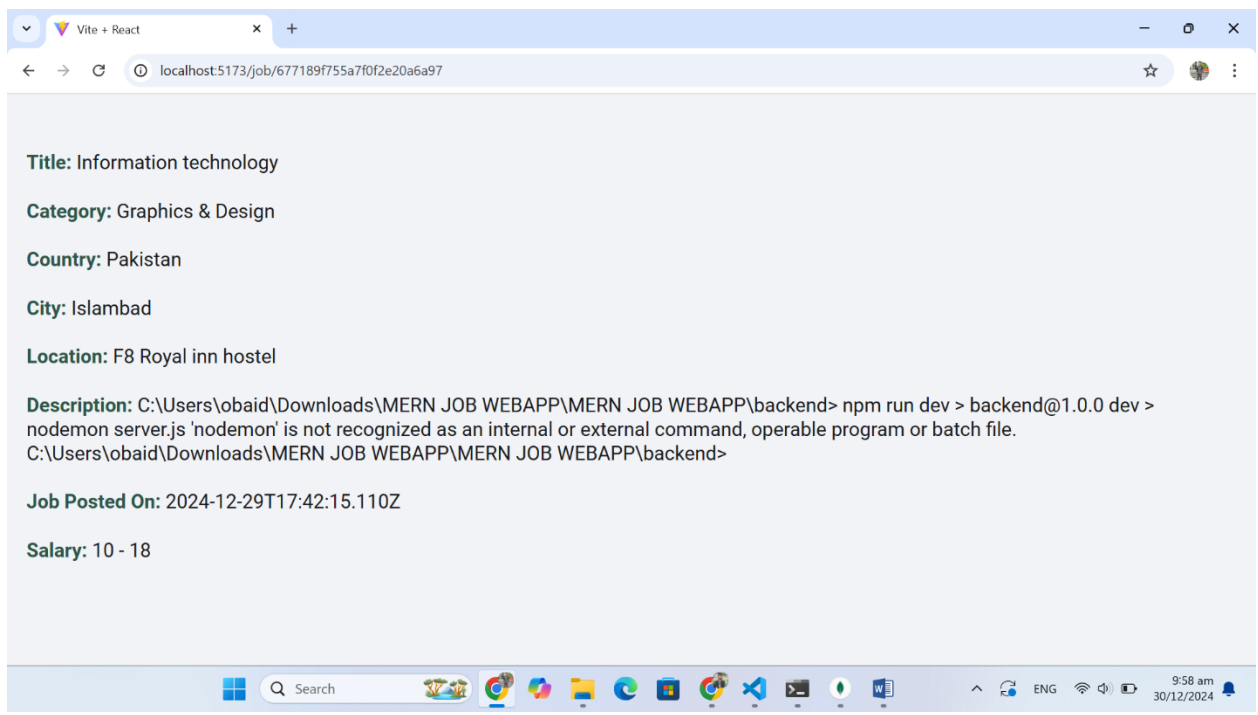 Vite + React
localhost:5173/job/677189f755a7f0f2e20a6a97
Title: Information technology
Category: Graphics & Design
Country: Pakistan
City: Islambad
Location: F8 Royal inn hostel
Description: C:\Users\obaid\Downloads\MERN JOB WEBAPP\MERN JOB WEBAPP\backend> npm run dev > backend@1.0.0 dev >
nodemon server.js 'nodemon' is not recognized as an internal or external command, operable program or batch file.
C:\Users\obaid\Downloads\MERN JOB WEBAPP\MERN JOB WEBAPP\backend>
Job Posted On: 2024-12-29T17:42:15.110Z
Salary: 10 - 18
Search
ENG
9:58 am
30/12/2024